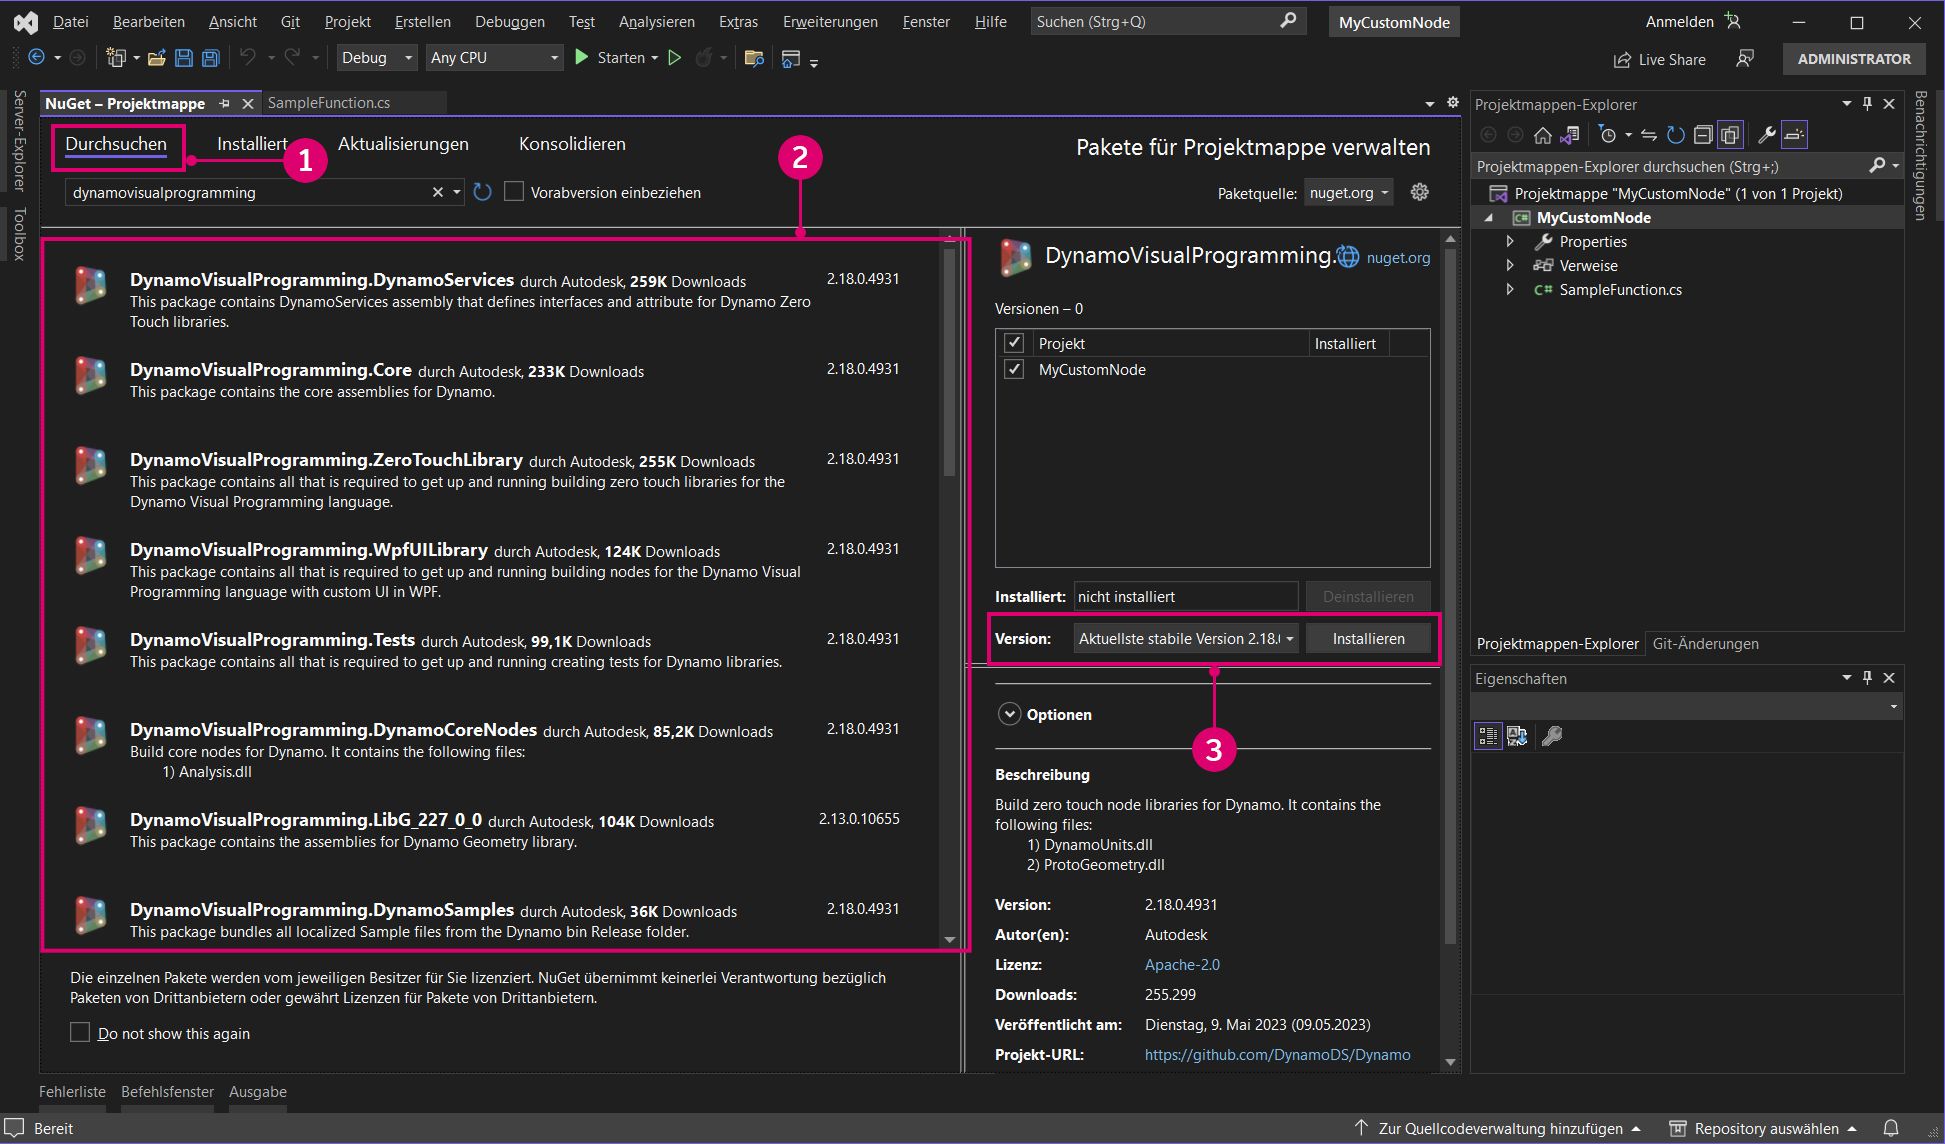 Datei Bearbeiten Ansicht Git Projekt Erstellen Debuggen Test Analysieren Extras Erweiterungen Fenster Hilfe Suchen (Strg+Q) MyCustomNode Anmelden
Debug Any CPU Starten Live Share ADMINISTRATOR
Server-Explorer
Toolbox
NuGet – Projektmappe SampleFunction.cs
Durchsuchen Installiert Aktualisierungen Konsolidieren
1
2
Pakete für Projektmappe verwalten
dynamovisualprogramming Vorabversion einbeziehen
Paketquelle: nuget.org
DynamoVisualProgramming.DynamoServices durch Autodesk, 259K Downloads 2.18.0.4931
This package contains DynamoServices assembly that defines interfaces and attribute for Dynamo Zero
Touch libraries.
DynamoVisualProgramming.Core durch Autodesk, 233K Downloads 2.18.0.4931
This package contains the core assemblies for Dynamo.
DynamoVisualProgramming.ZeroTouchLibrary durch Autodesk, 255K Downloads 2.18.0.4931
This package contains all that is required to get up and running building zero touch libraries for the
Dynamo Visual Programming language.
DynamoVisualProgramming.WpfUILibrary durch Autodesk, 124K Downloads 2.18.0.4931
This package contains all that is required to get up and running building nodes for the Dynamo Visual
Programming language with custom UI in WPF.
DynamoVisualProgramming.Tests durch Autodesk, 99,1K Downloads 2.18.0.4931
This package contains all that is required to get up and running creating tests for Dynamo libraries.
DynamoVisualProgramming.DynamoCoreNodes durch Autodesk, 85,2K Downloads 2.18.0.4931
Build core nodes for Dynamo. It contains the following files:
1) Analysis.dll
DynamoVisualProgramming.LibG_227_0_0 durch Autodesk, 104K Downloads 2.13.0.10655
This package contains the assemblies for Dynamo Geometry library.
DynamoVisualProgramming.DynamoSamples durch Autodesk, 36K Downloads 2.18.0.4931
This package bundles all localized Sample files from the Dynamo bin Release folder.
Die einzelnen Pakete werden vom jeweiligen Besitzer für Sie lizenziert. NuGet übernimmt keinerlei Verantwortung bezüglich
Paketen von Drittanbietern oder gewährt Lizenzen für Pakete von Drittanbietern.
Do not show this again
DynamoVisualProgramming. nuget.org
Versionen – 0
Projekt Installiert
MyCustomNode
Installiert: nicht installiert Deinstallieren
Version: Aktuellste stabile Version 2.18.( Installieren
3
Optionen
Beschreibung
Build zero touch node libraries for Dynamo. It contains the
following files:
1) DynamoUnits.dll
2) ProtoGeometry.dll
Version: 2.18.0.4931
Autor(en): Autodesk
Lizenz: Apache-2.0
Downloads: 255.299
Veröffentlicht am: Dienstag, 9. Mai 2023 (09.05.2023)
Projekt-URL: https://github.com/DynamoDS/Dynamo
Projektmappen-Explorer
Projektmappen-Explorer durchsuchen (Strg+;)
Projektmappe "MyCustomNode" (1 von 1 Projekt)
C# MyCustomNode
Properties
Verweise
C# SampleFunction.cs
Projektmappen-Explorer Git-Änderungen
Eigenschaften
Benachrichtigungen
Fehlerliste Befehlsfenster Ausgabe
Bereit Zur Quellcodeverwaltung hinzufügen Repository auswählen